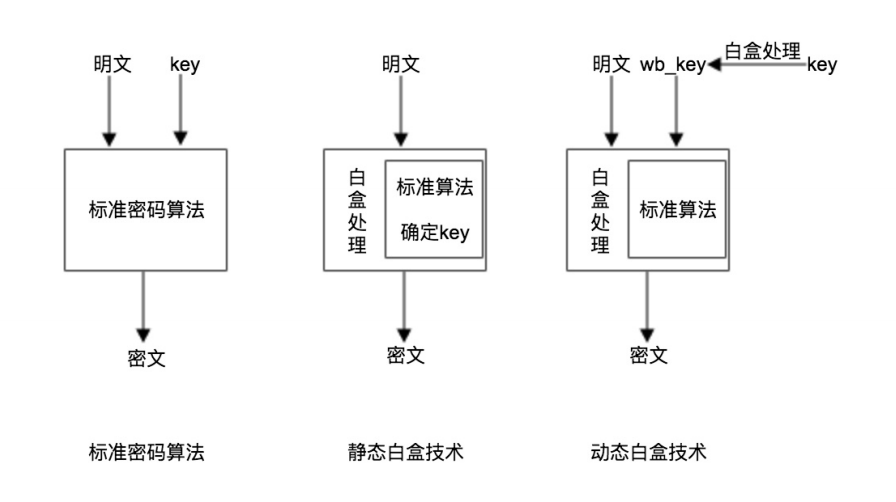 明文 key
标准密码算法
密文
标准密码算法
明文
白盒处理
标准算法
确定key
密文
静态白盒技术
明文 wb_key 白盒处理 key
白盒处理
标准算法
密文
动态白盒技术